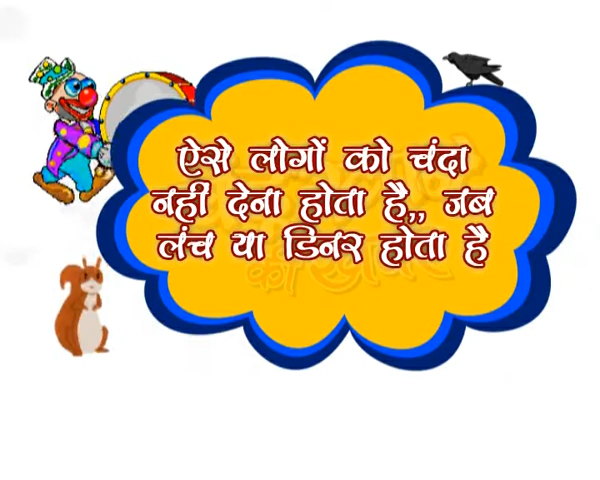 ऐसे लोगों को चंदा
नही देना होता है,, जब
लंच या डिनर होता है